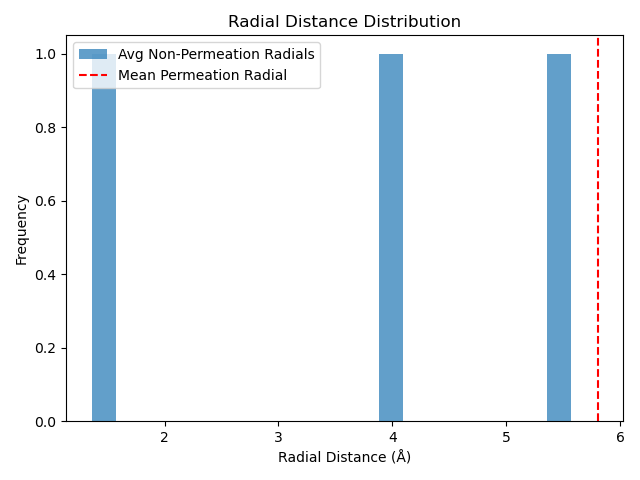 Radial Distance Distribution
Avg Non-Permeation Radials
Mean Permeation Radial
1.0
0.8
0.6
0.4
0.2
0.0
Frequency
2 3 4 5 6
Radial Distance (Å)